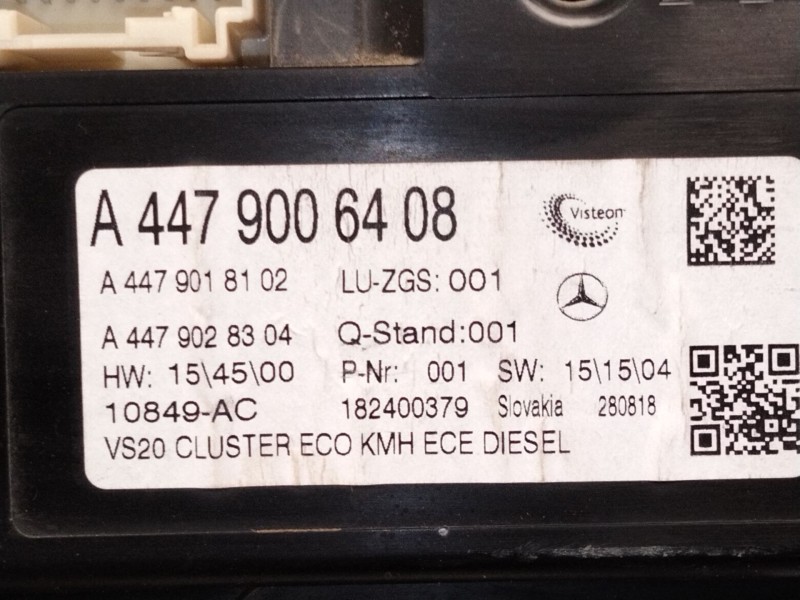 A 447 900 64 08
Visteon
A 447 901 81 02 LU-ZGS: 001
A 447 902 83 04 Q-Stand:001
HW: 15\45\00 P-Nr: 001 SW: 15\15\04
10849-AC 182400379 Slovakia 280818
VS20 CLUSTER ECO KMH ECE DIESEL